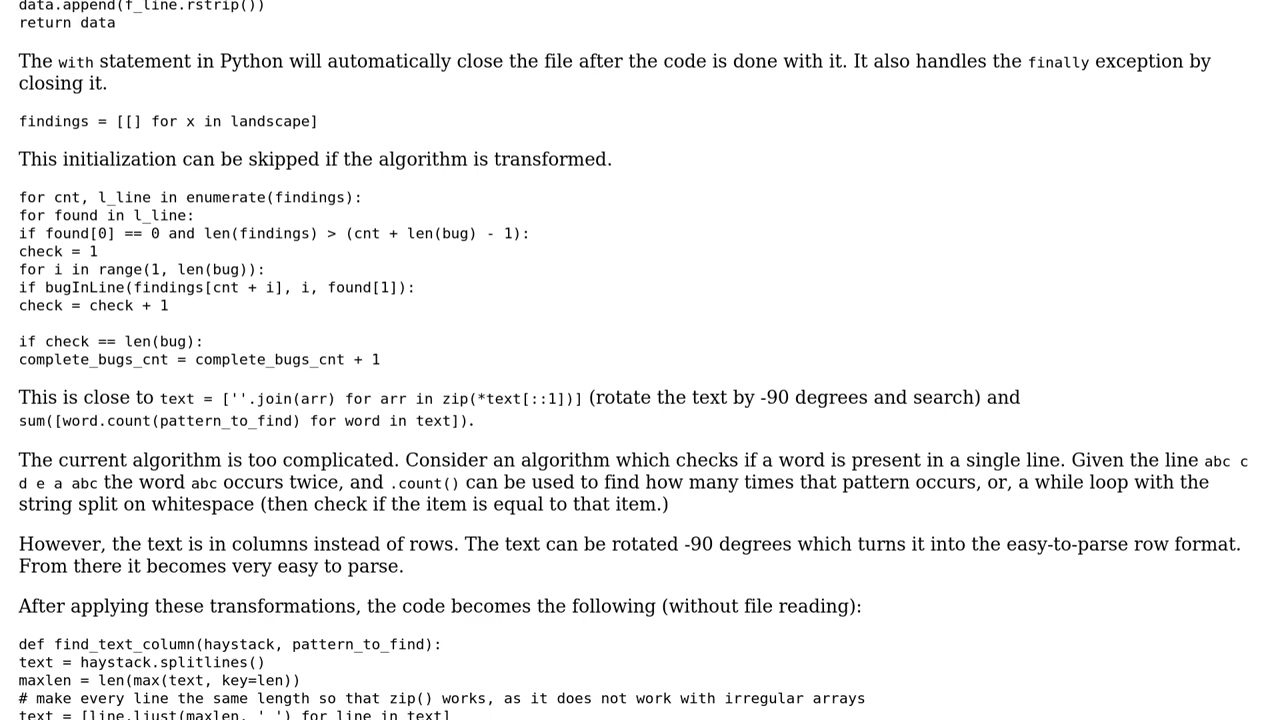 data.append(f_line.rstrip())
return data
The with statement in Python will automatically close the file after the code is done with it. It also handles the finally exception by
closing it.
findings = [[] for x in landscape]
This initialization can be skipped if the algorithm is transformed.
for cnt, l_line in enumerate(findings):
for found in l_line:
if found[0] == 0 and len(findings) > (cnt + len(bug) - 1):
check = 1
for i in range(1, len(bug)):
if bugInLine(findings[cnt + i], i, found[1]):
check = check + 1
if check == len(bug):
complete_bugs_cnt = complete_bugs_cnt + 1
This is close to text = [''.join(arr) for arr in zip(*text[::1])] (rotate the text by -90 degrees and search) and
sum([word.count(pattern_to_find) for word in text]).
The current algorithm is too complicated. Consider an algorithm which checks if a word is present in a single line. Given the line abc c
d e a abc the word abc occurs twice, and .count() can be used to find how many times that pattern occurs, or, a while loop with the
string split on whitespace (then check if the item is equal to that item.)
However, the text is in columns instead of rows. The text can be rotated -90 degrees which turns it into the easy-to-parse row format.
From there it becomes very easy to parse.
After applying these transformations, the code becomes the following (without file reading):
def find_text_column(haystack, pattern_to_find):
text = haystack.splitlines()
maxlen = len(max(text, key=len))
# make every line the same length so that zip() works, as it does not work with irregular arrays
text = [line.ljust(maxlen, ' ') for line in text]